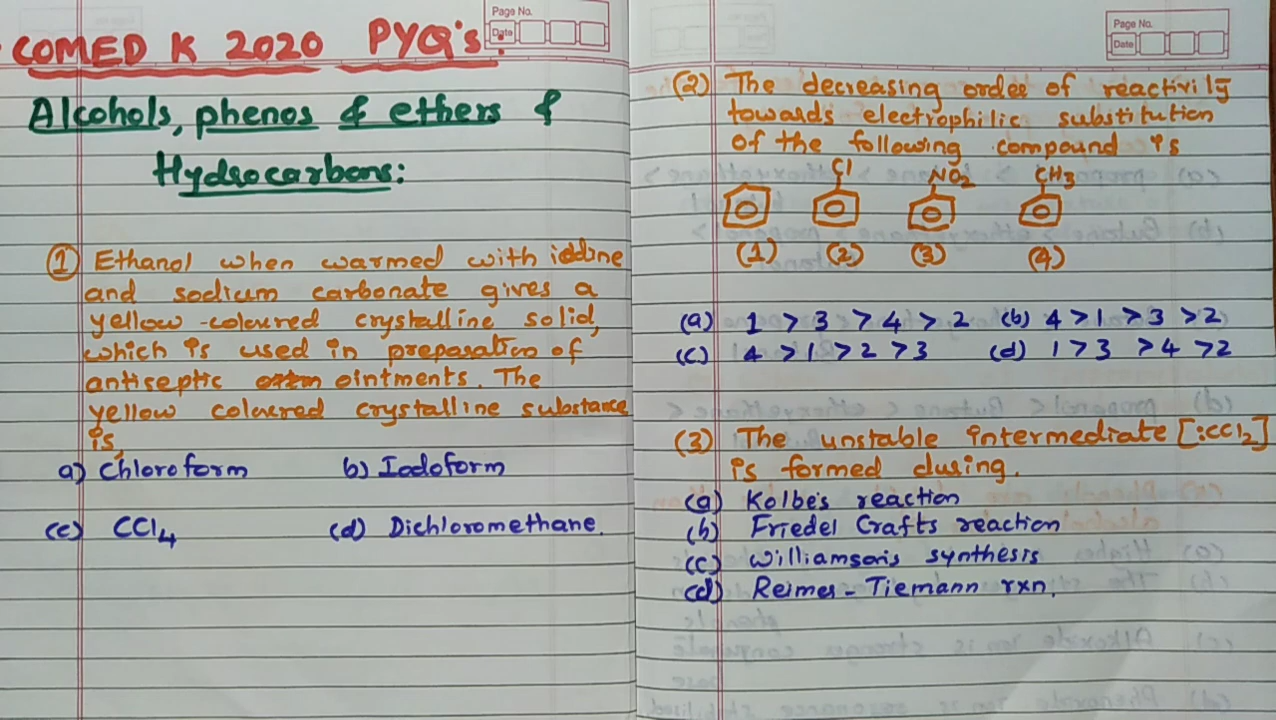 COMED K 2020 PYQ's:
Page No.
Date
Alcohols, phenos & ethers &
Hydrocarbons:
① Ethanol when warmed with iodine
and sodium carbonate gives a
yellow-coloured crystalline solid,
which is used in preparation of
antiseptic ointments. The
yellow coloured crystalline substance
is,
a) Chloroform b) Iodoform
(c) CCl4 (d) Dichloromethane.
Page No.
Date
(2) The decreasing order of reactivily
towards electrophilic substitution
of the following compound is
Cl NO2 CH3
(1) (2) (3) (4)
(a) 1 > 3 > 4 > 2 (b) 4 > 1 > 3 > 2
(c) 4 > 1 > 2 > 3 (d) 1 > 3 > 4 > 2
(3) The unstable intermediate [:CCl2]
is formed during.
(a) Kolbe's reaction
(b) Friedel Crafts reaction
(c) Williamson's synthesis
(d) Reimer-Tiemann rxn.